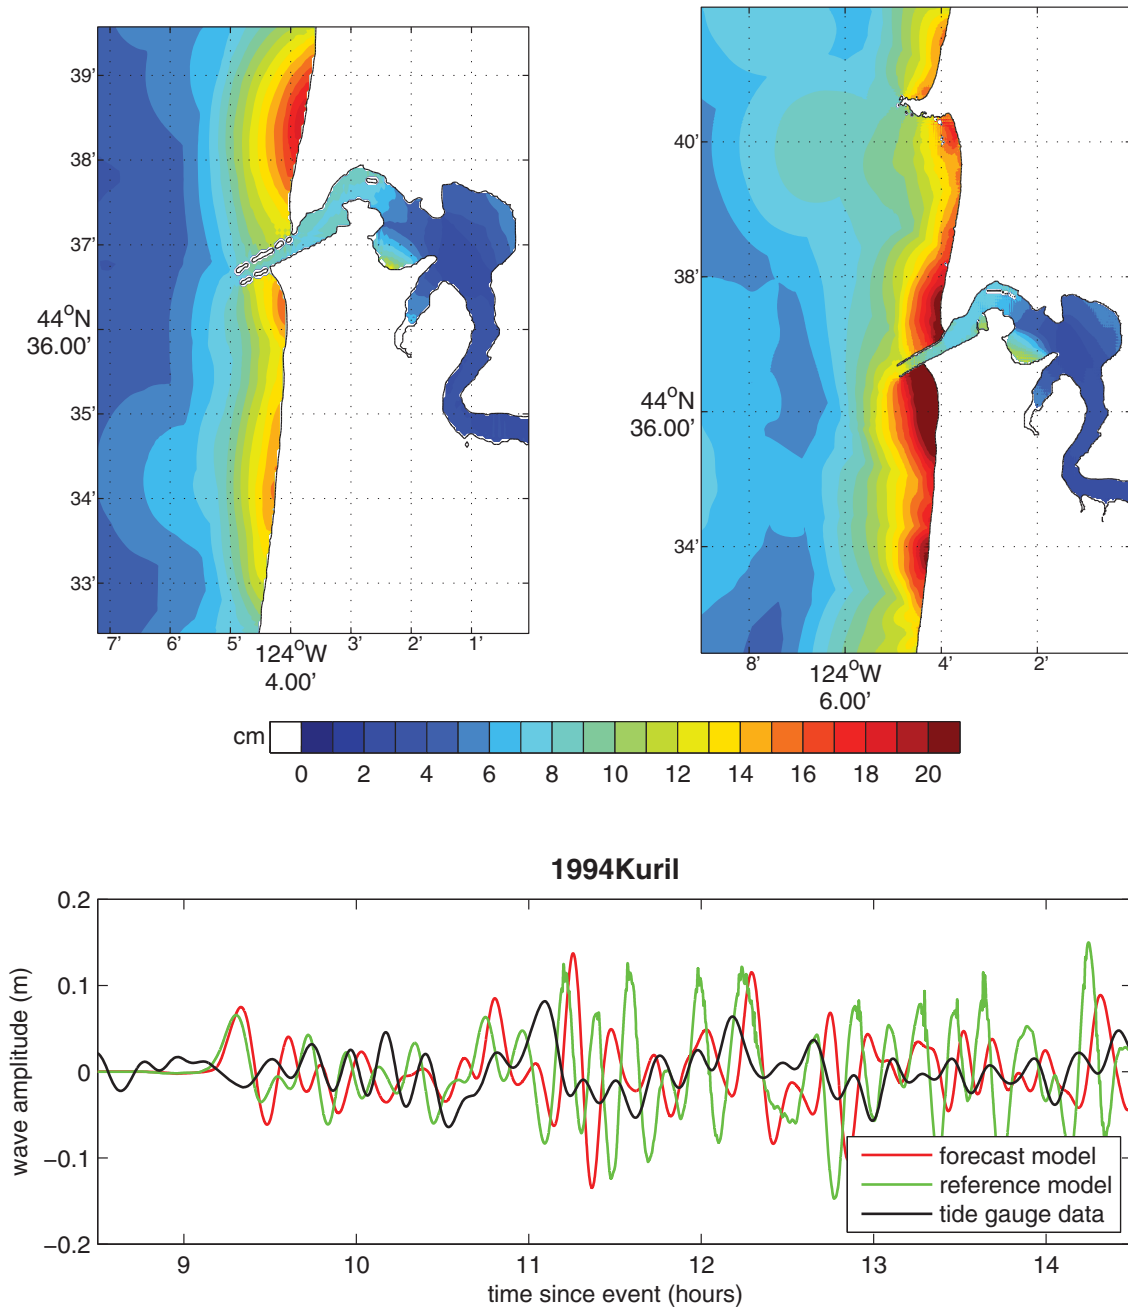 39'
38'
37'
44°N
36.00'
35'
34'
33'
7' 6' 5' 124°W 3' 2' 1'
4.00'
40'
38'
44°N
36.00'
34'
8' 124°W 4' 2'
6.00'
cm
0 2 4 6 8 10 12 14 16 18 20
1994Kuril
wave amplitude (m)
0.2
0.1
0
−0.1
−0.2
forecast model
reference model
tide gauge data
9 10 11 12 13 14
time since event (hours)